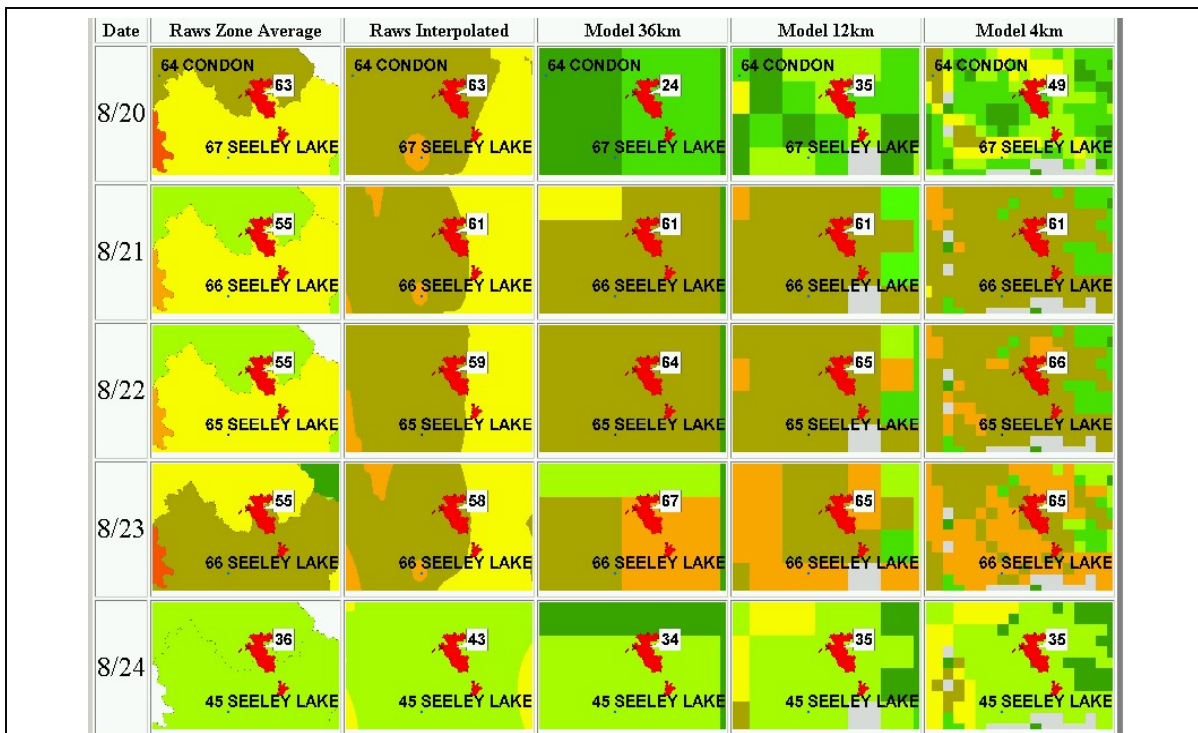 Date Raws Zone Average Raws Interpolated Model 36km Model 12km Model 4km
8/20
64 CONDON 63 67 SEELEY LAKE
64 CONDON 63 67 SEELEY LAKE
64 CONDON 24 67 SEELEY LAKE
64 CONDON 35 67 SEELEY LAKE
64 CONDON 49 67 SEELEY LAKE
8/21
55 66 SEELEY LAKE
61 66 SEELEY LAKE
61 66 SEELEY LAKE
61 66 SEELEY LAKE
61 66 SEELEY LAKE
8/22
55 65 SEELEY LAKE
59 65 SEELEY LAKE
64 65 SEELEY LAKE
65 65 SEELEY LAKE
66 65 SEELEY LAKE
8/23
55 66 SEELEY LAKE
58 66 SEELEY LAKE
67 66 SEELEY LAKE
65 66 SEELEY LAKE
65 66 SEELEY LAKE
8/24
36 45 SEELEY LAKE
43 45 SEELEY LAKE
34 45 SEELEY LAKE
35 45 SEELEY LAKE
35 45 SEELEY LAKE